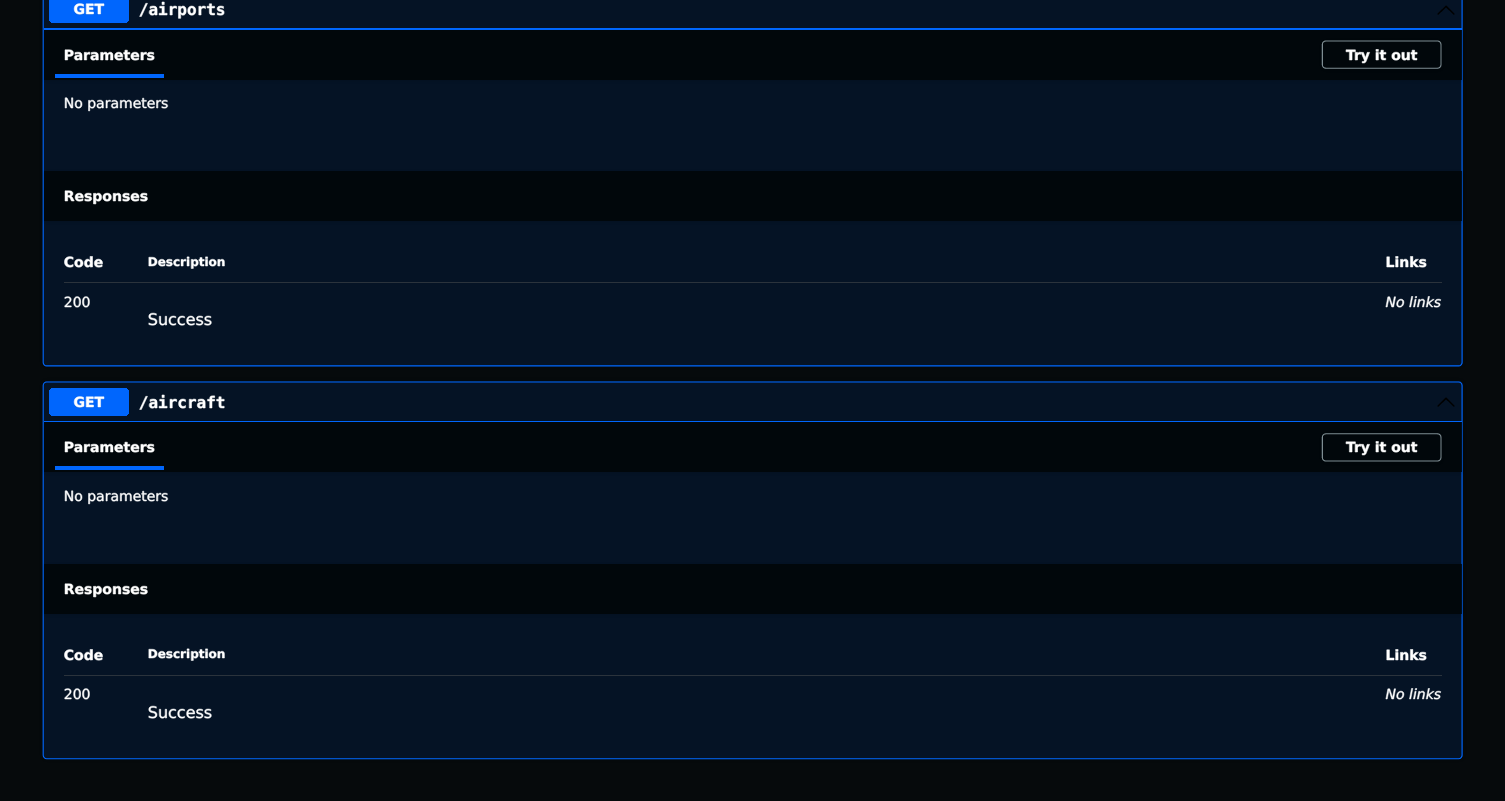 GET /airports
Parameters Try it out
No parameters
Responses
Code Description Links
200 No links
Success
GET /aircraft
Parameters Try it out
No parameters
Responses
Code Description Links
200 No links
Success